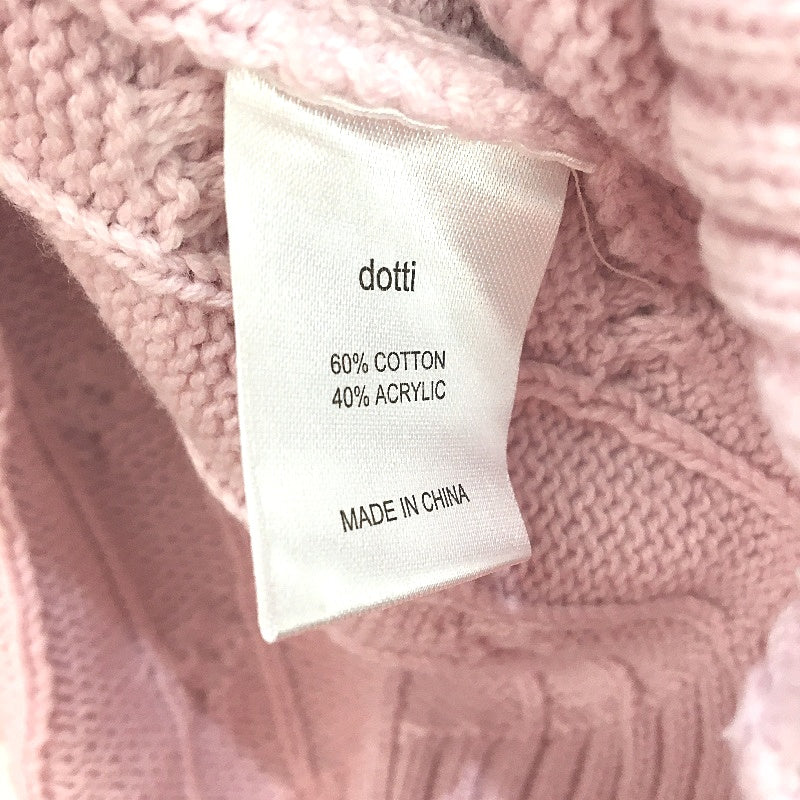 dotti
60% COTTON
40% ACRYLIC
MADE IN CHINA